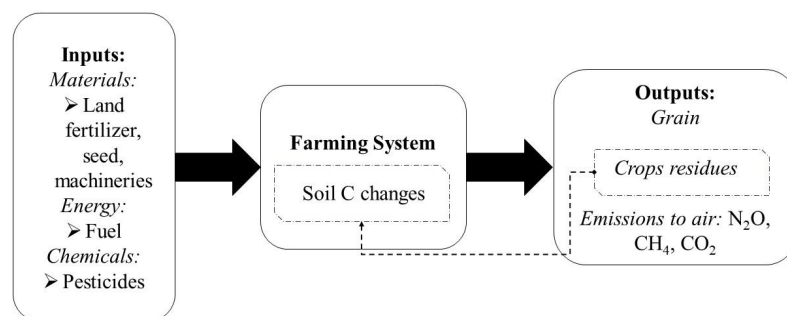 Inputs:
Materials:
➢ Land
fertilizer,
seed,
machineries
Energy:
➢ Fuel
Chemicals:
➢ Pesticides
Farming System
Soil C changes
Outputs:
Grain
Crops residues
Emissions to air: N₂O,
CH₄, CO₂